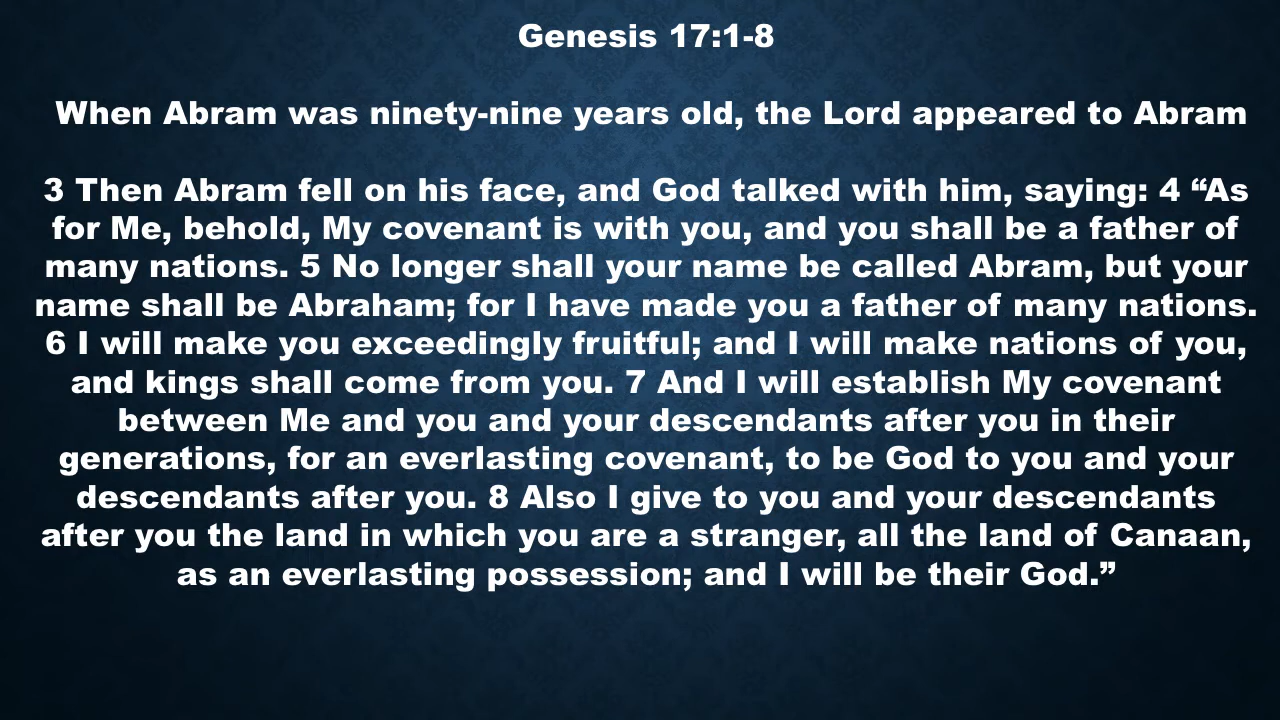 Genesis 17:1-8
When Abram was ninety-nine years old, the Lord appeared to Abram
3 Then Abram fell on his face, and God talked with him, saying: 4 “As
for Me, behold, My covenant is with you, and you shall be a father of
many nations. 5 No longer shall your name be called Abram, but your
name shall be Abraham; for I have made you a father of many nations.
6 I will make you exceedingly fruitful; and I will make nations of you,
and kings shall come from you. 7 And I will establish My covenant
between Me and you and your descendants after you in their
generations, for an everlasting covenant, to be God to you and your
descendants after you. 8 Also I give to you and your descendants
after you the land in which you are a stranger, all the land of Canaan,
as an everlasting possession; and I will be their God.”